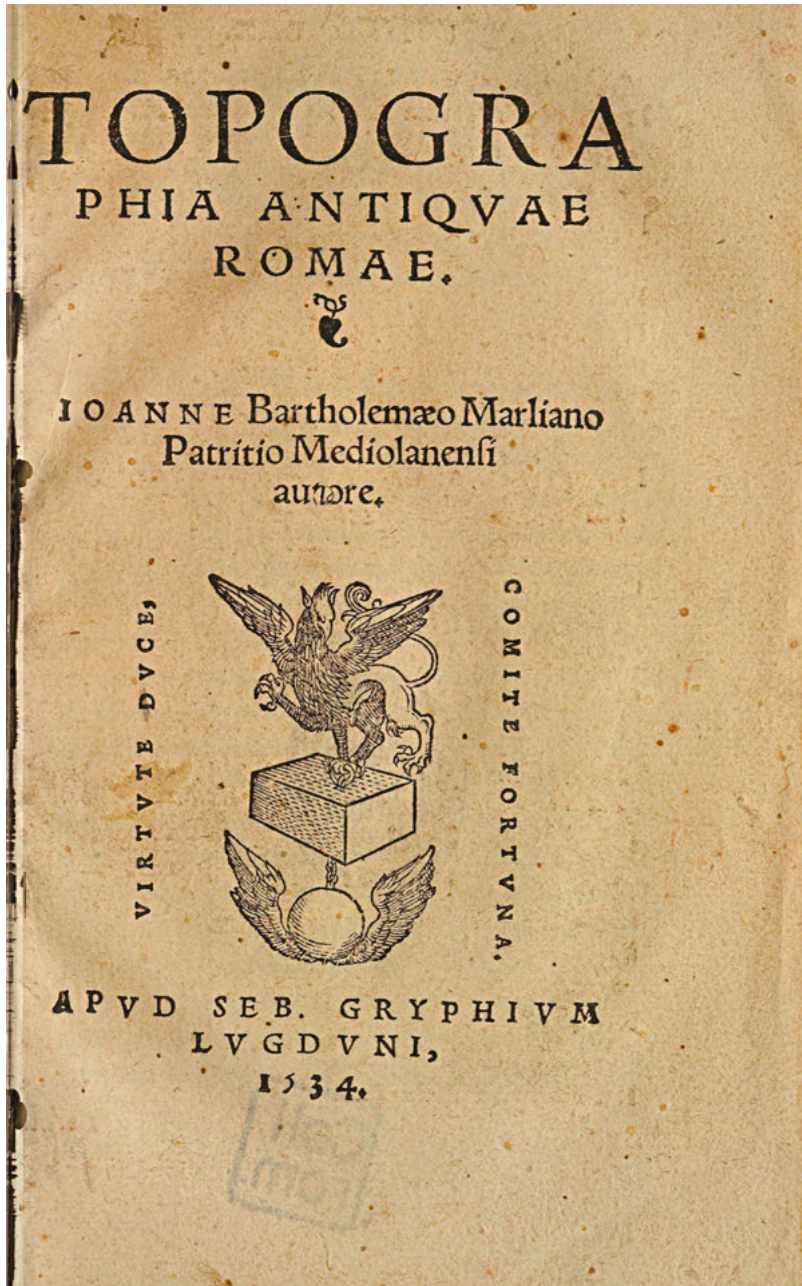 TOPOGRA
PHIA ANTIQVAE
ROMAE.
IOANNE Bartholemæo Marliano
Patritio Mediolanensi
autore.
VIRTVTE DVCE,
COMITE FORTVNA.
APVD SEB. GRYPHIVM
LVGDVNI,
1534.